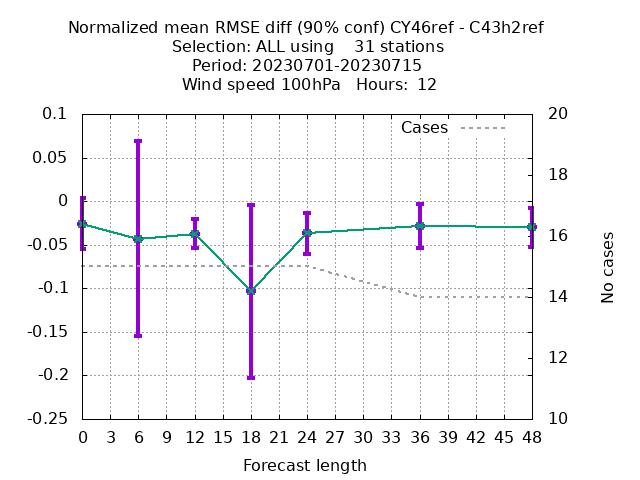 Normalized mean RMSE diff (90% conf) CY46ref - C43h2ref
Selection: ALL using    31 stations
Period: 20230701-20230715
Wind speed 100hPa   Hours:  12
0.1
0.05
0
-0.05
-0.1
-0.15
-0.2
-0.25
Cases
20
18
16
14
12
10
No cases
0 3 6 9 12 15 18 21 24 27 30 33 36 39 42 45 48
Forecast length